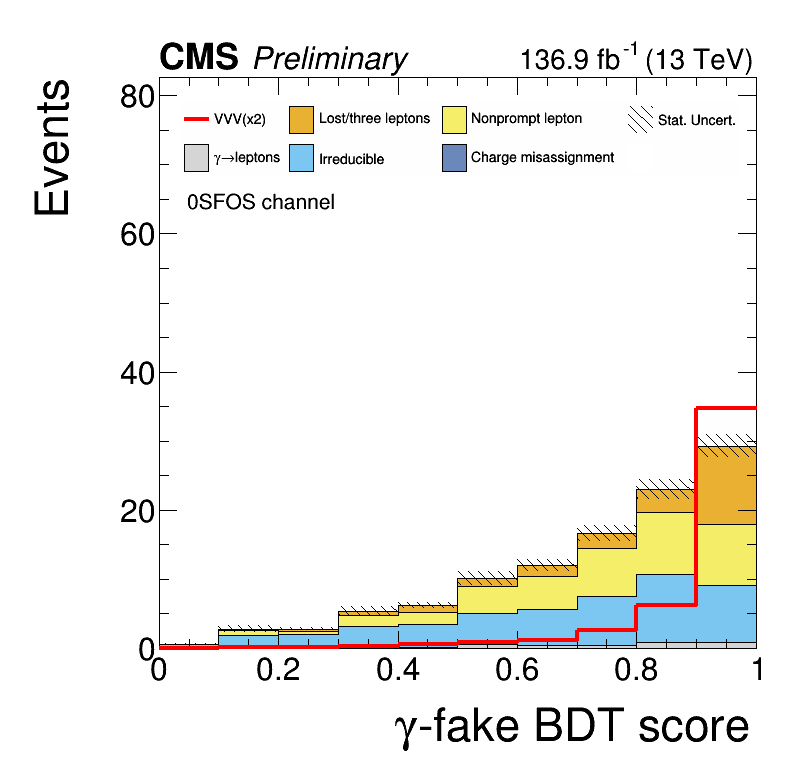 CMS Preliminary 136.9 fb⁻¹ (13 TeV)
Events
80
60
40
20
0
VVV(x2) Lost/three leptons Nonprompt lepton Stat. Uncert.
γ→leptons Irreducible Charge misassignment
0SFOS channel
0 0.2 0.4 0.6 0.8 1
γ-fake BDT score